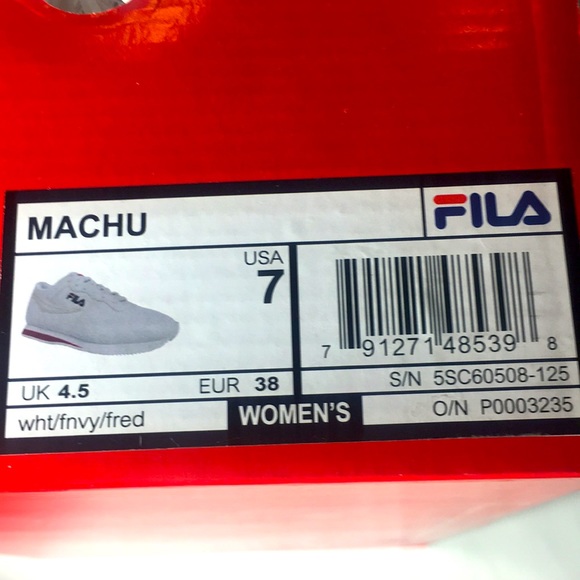 MACHU
FILA
USA
7
FILA
7 91271 48539 8
UK 4.5 EUR 38
S/N 5SC60508-125
wht/fnvy/fred
WOMEN'S
O/N P0003235